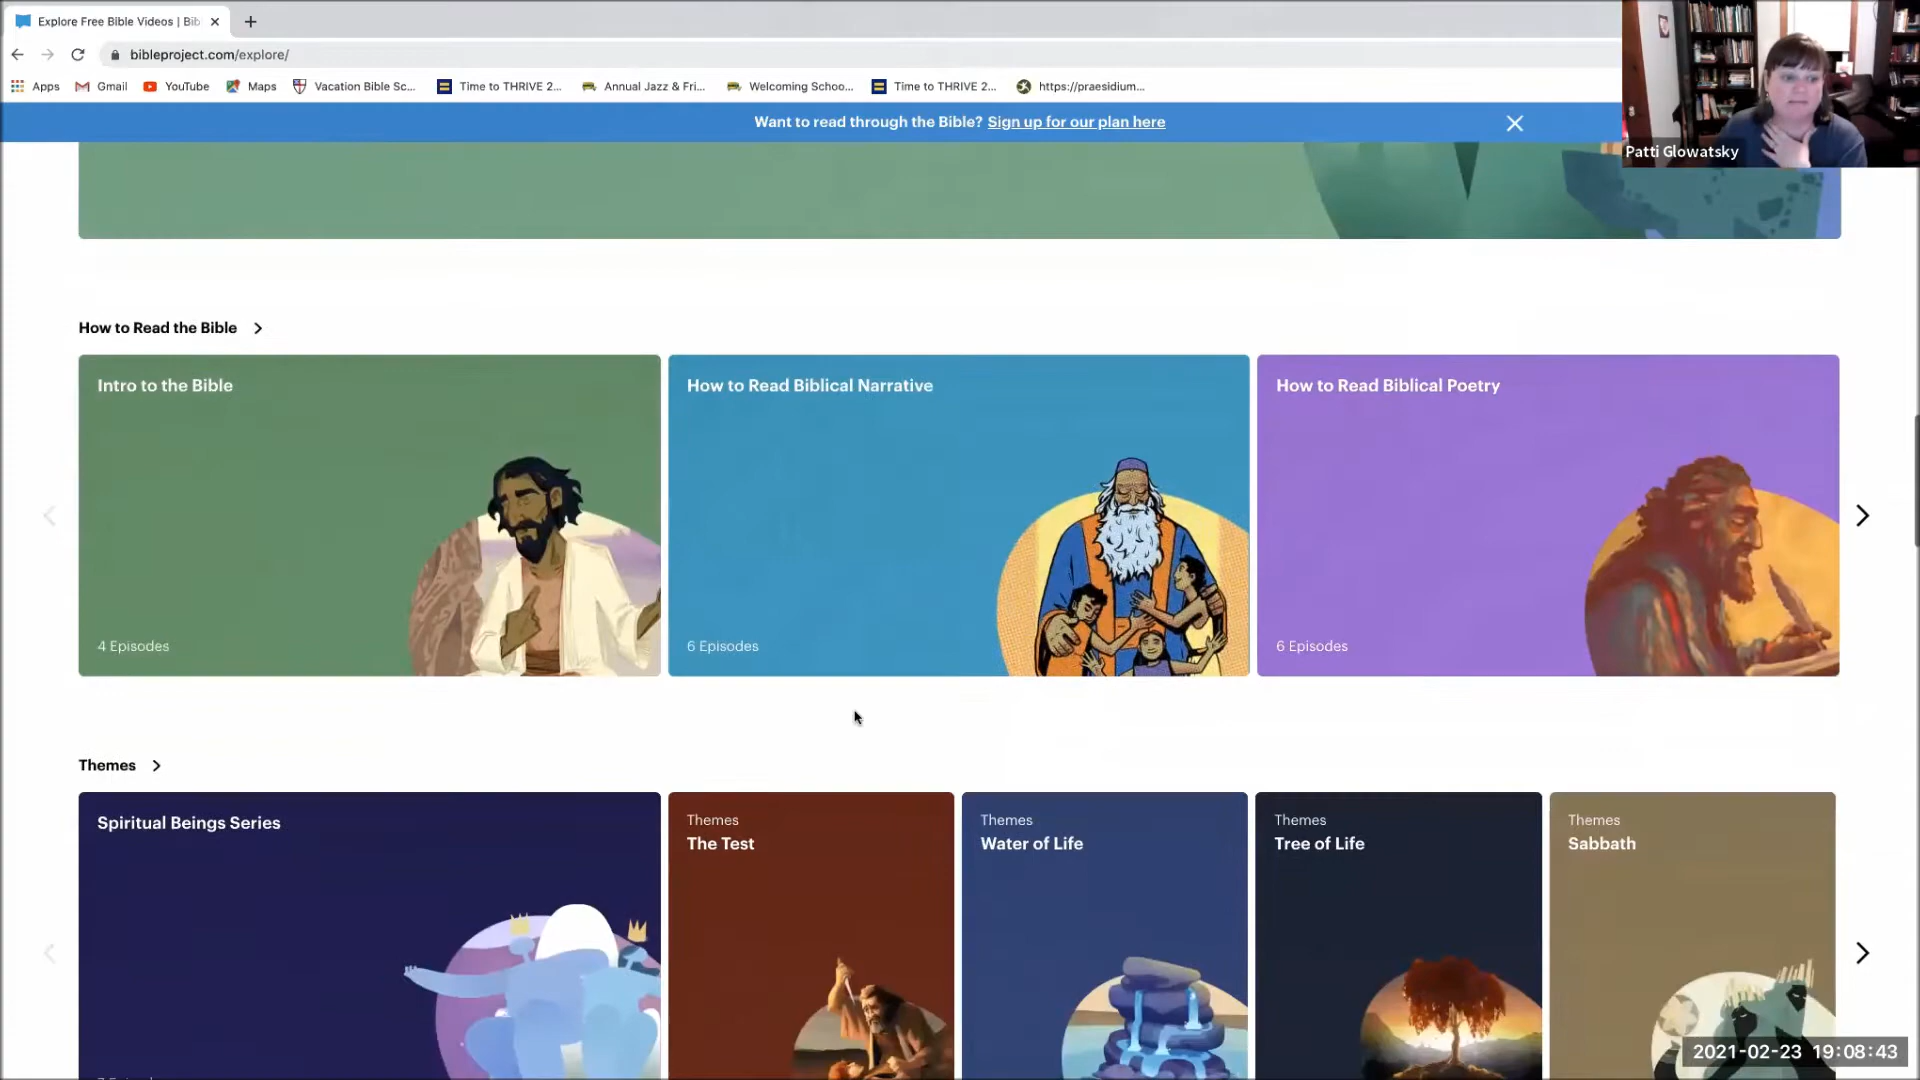 Explore Free Bible Videos | Bib
bibleproject.com/explore/
Apps Gmail YouTube Maps Vacation Bible Sc... Time to THRIVE 2... Annual Jazz & Fri... Welcoming Schoo... Time to THRIVE 2... https://praesidium...
Want to read through the Bible? Sign up for our plan here
Patti Glowatsky
How to Read the Bible
Intro to the Bible
4 Episodes
How to Read Biblical Narrative
6 Episodes
How to Read Biblical Poetry
6 Episodes
Themes
Spiritual Beings Series
Themes
The Test
Themes
Water of Life
Themes
Tree of Life
Themes
Sabbath
2021-02-23 19:08:43